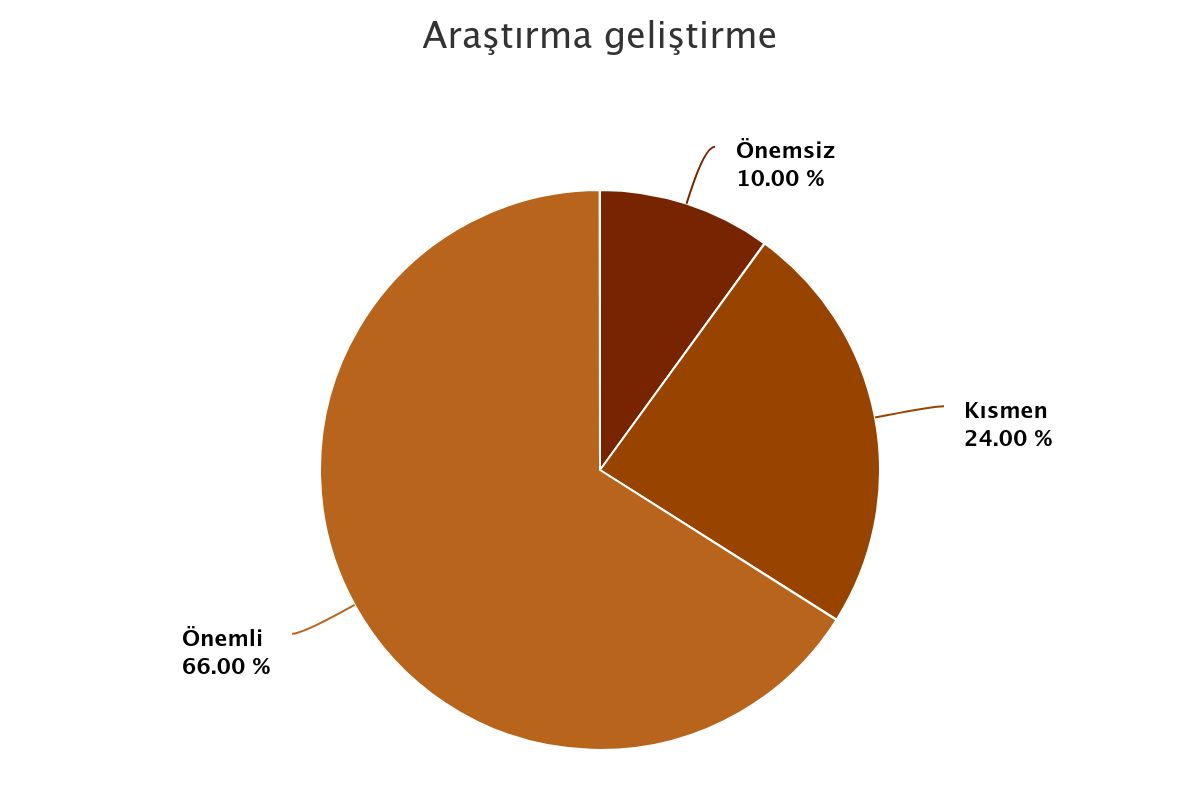 Araştırma geliştirme
Önemsiz
10.00 %
Kısmen
24.00 %
Önemli
66.00 %